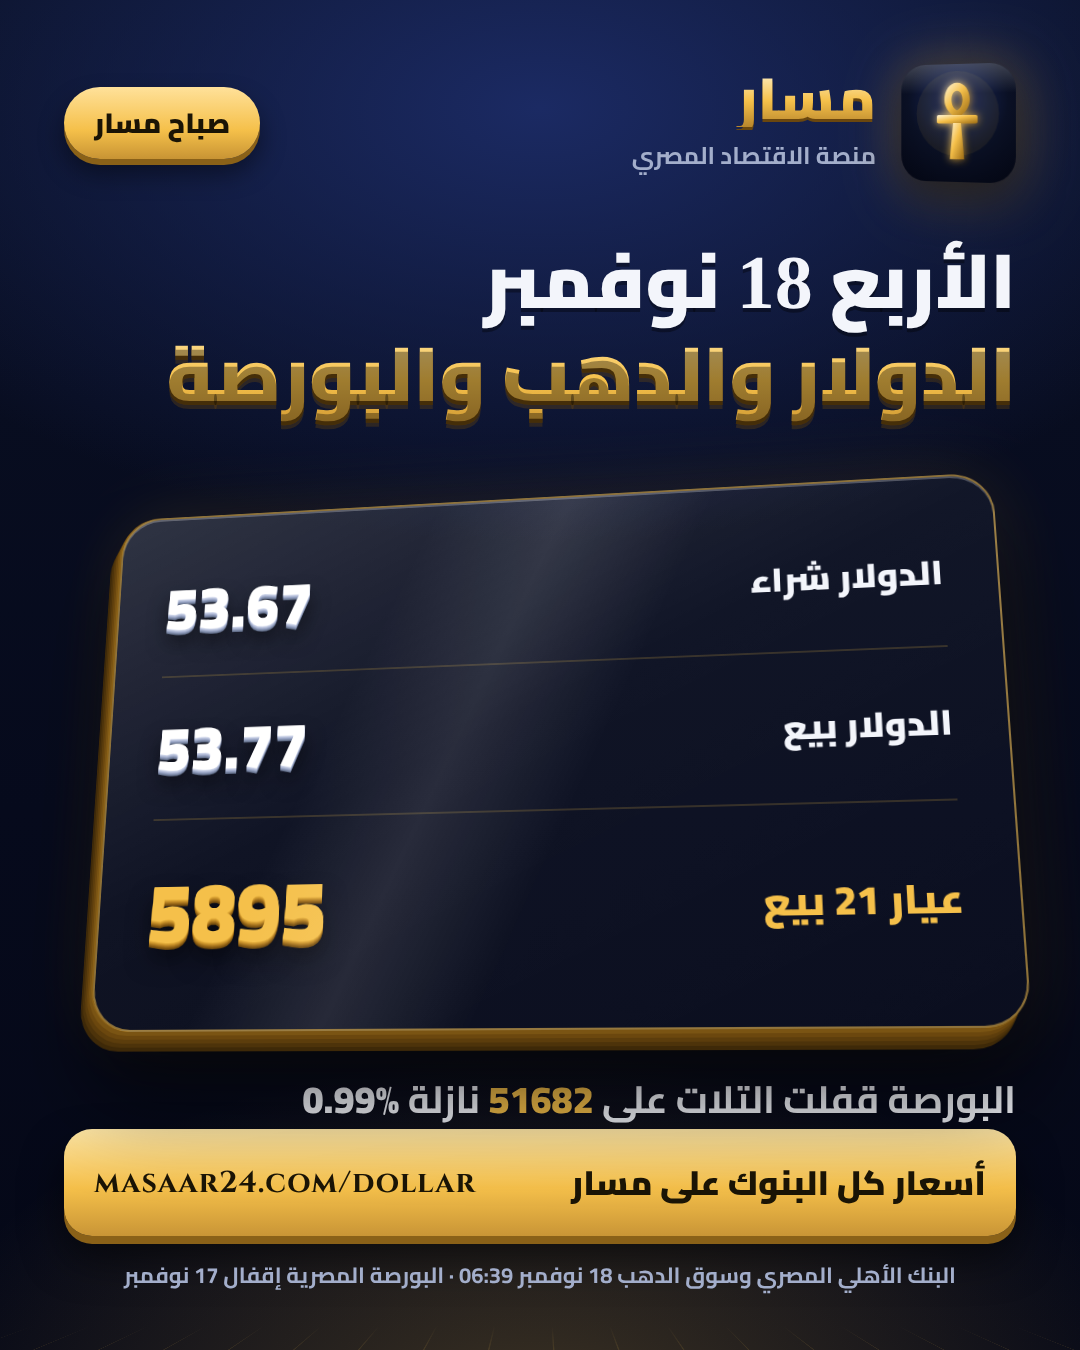 مسار
منصة الاقتصاد المصري
صباح مسار
الأربع 18 نوفمبر
الدولار والدهب والبورصة
الدولار شراء 53.67
الدولار بيع 53.77
عيار 21 بيع 5895
البورصة قفلت التلات على 51682 نازلة 0.99%
أسعار كل البنوك على مسار MASAAR24.COM/DOLLAR
البنك الأهلي المصري وسوق الدهب 18 نوفمبر 06:39 · البورصة المصرية إقفال 17 نوفمبر